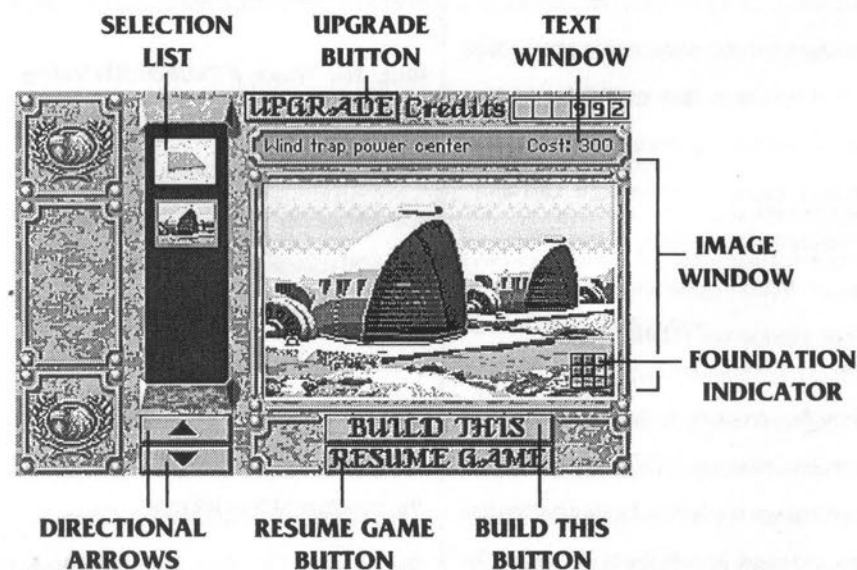 SELECTION LIST
UPGRADE BUTTON
TEXT WINDOW
UPGRADE Credits 992
Wind trap power center Cost: 300
IMAGE WINDOW
FOUNDATION INDICATOR
BUILD THIS
RESUME GAME
DIRECTIONAL ARROWS
RESUME GAME BUTTON
BUILD THIS BUTTON